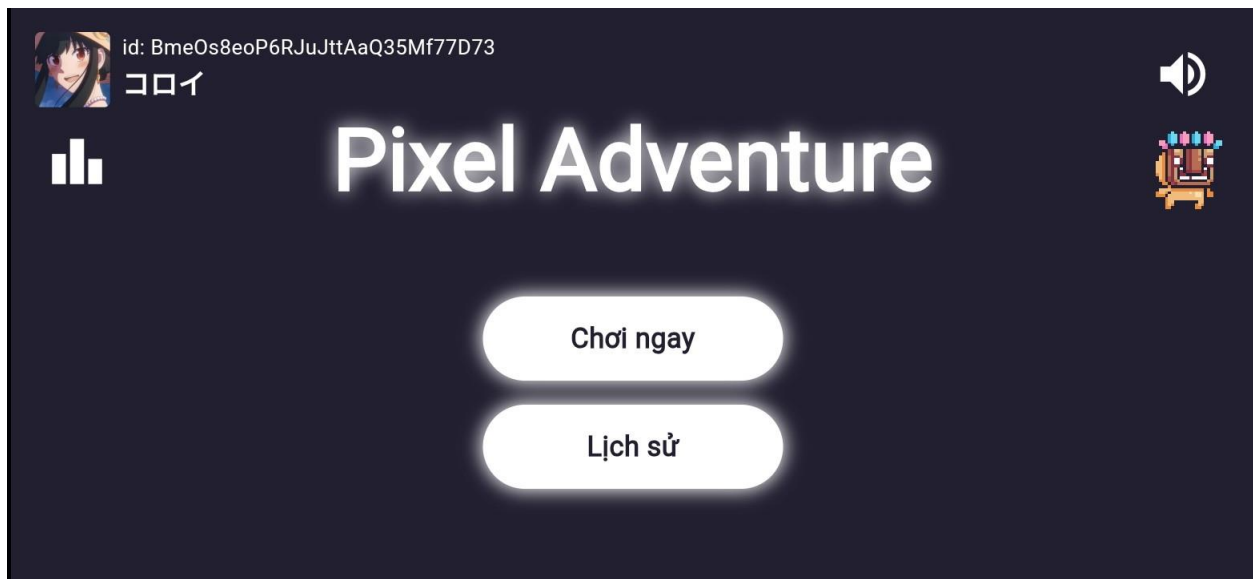 id: BmeOs8eoP6RJuJttAaQ35Mf77D73
コロイ
Pixel Adventure
Chơi ngay
Lịch sử